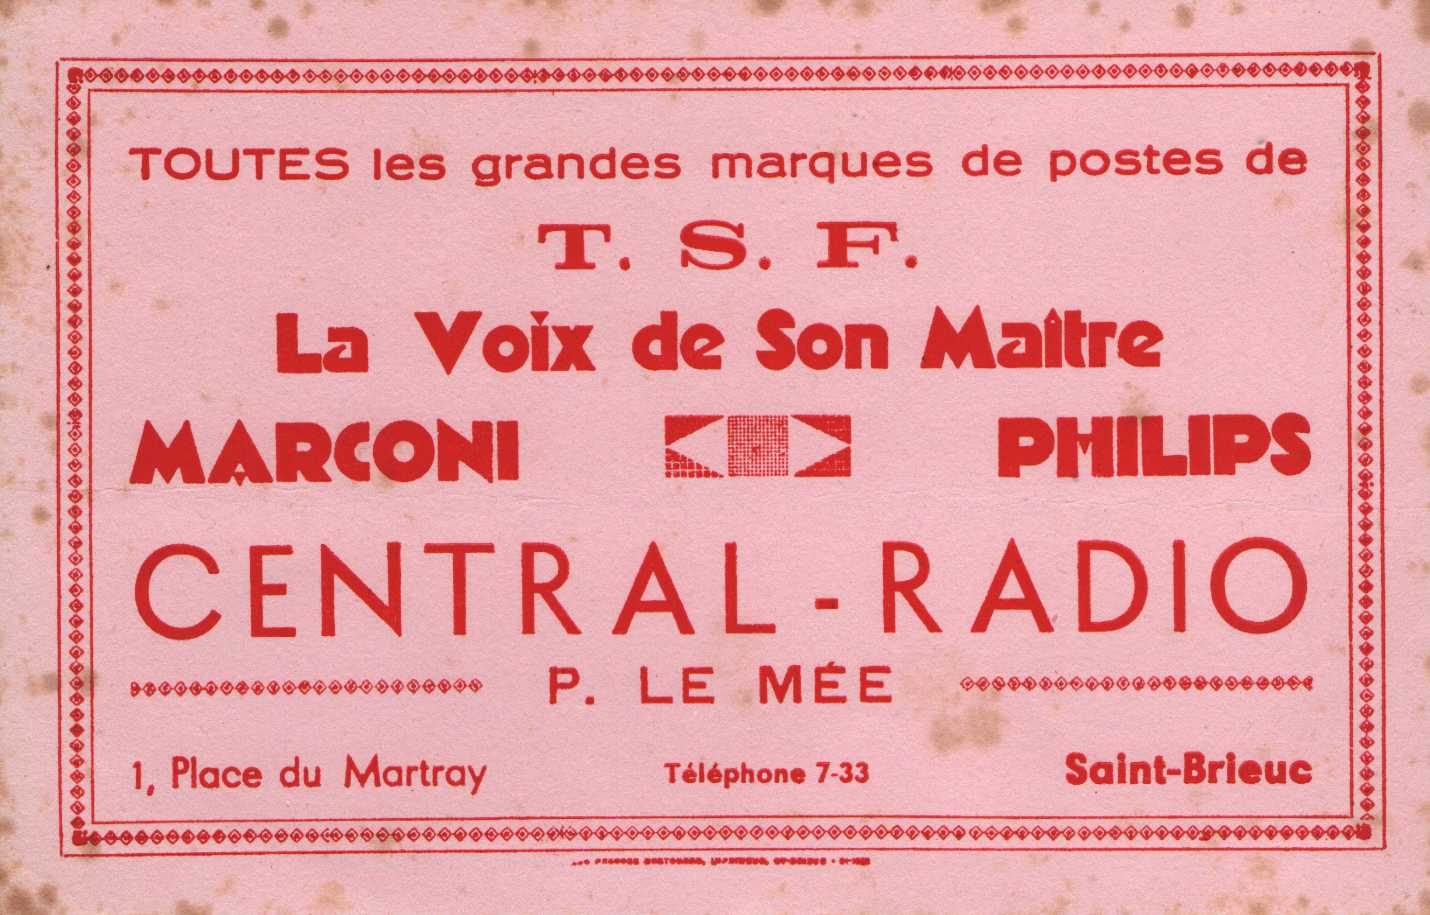 TOUTES les grandes marques de postes de
T. S. F.
La Voix de Son Maître
MARCONI PHILIPS
CENTRAL - RADIO
P. LE MÉE
1, Place du Martray Téléphone 7-33 Saint-Brieuc